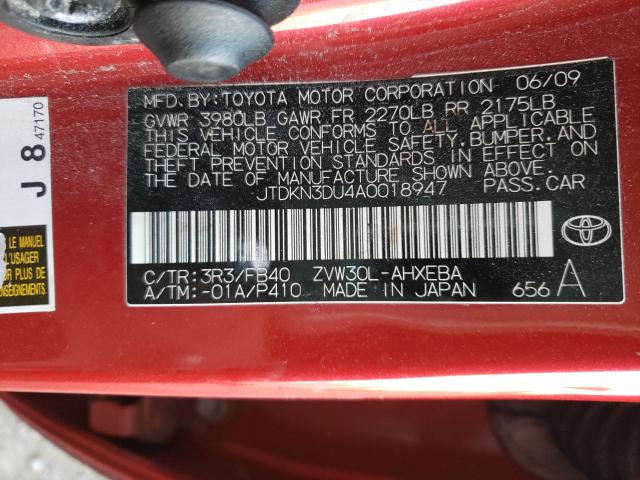 MFD. BY: TOYOTA MOTOR CORPORATION 06/09
GVWR 3980LB GAWR FR 2270LB RR 2175LB
THIS VEHICLE CONFORMS TO ALL APPLICABLE
FEDERAL MOTOR VEHICLE SAFETY, BUMPER, AND
THEFT PREVENTION STANDARDS IN EFFECT ON
THE DATE OF MANUFACTURE SHOWN ABOVE.
JTDKN3DU4A0018947 PASS. CAR
C/TR: 3R3/FB40 ZVW30L-AHXEBA
A/TM: -01A/P410 MADE IN JAPAN
656 A
TOYOTA
J 8 47170
LE MANUEL
L'USAGER
DE PLUS
ENSEIGNEMENTS.